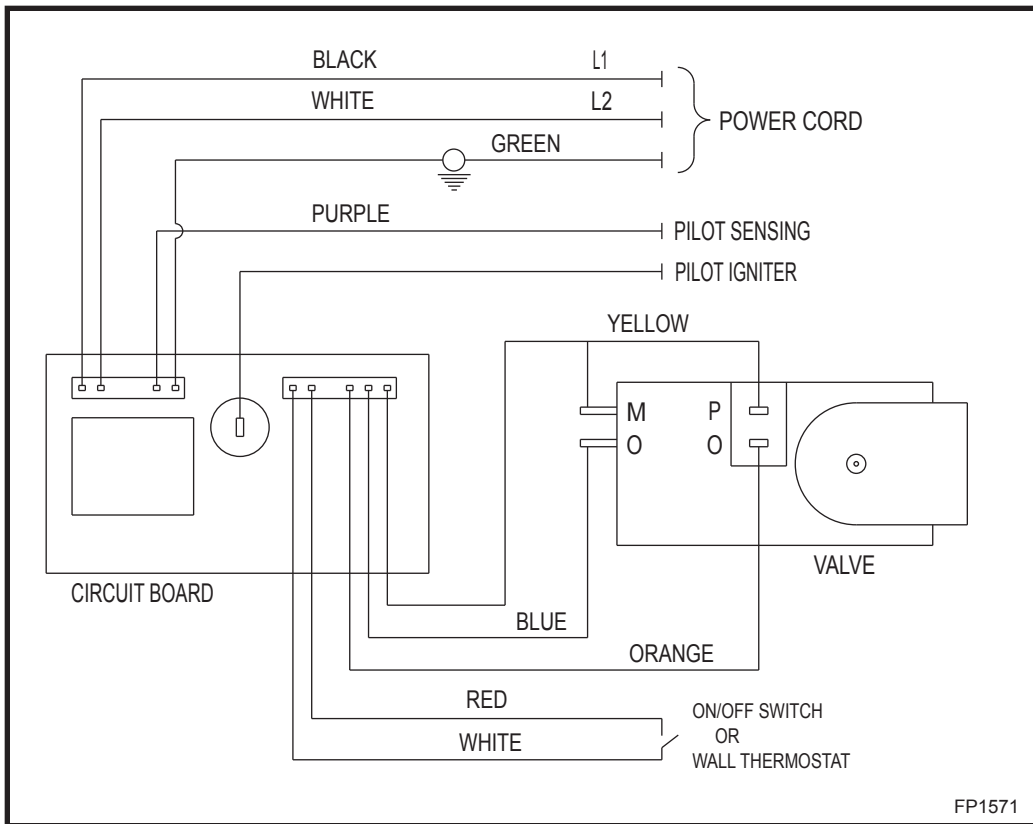 BLACK
L1
WHITE
L2
POWER CORD
GREEN
PURPLE
PILOT SENSING
PILOT IGNITER
YELLOW
M
P
O
O
VALVE
CIRCUIT BOARD
BLUE
ORANGE
RED
WHITE
ON/OFF SWITCH
OR
WALL THERMOSTAT
FP1571